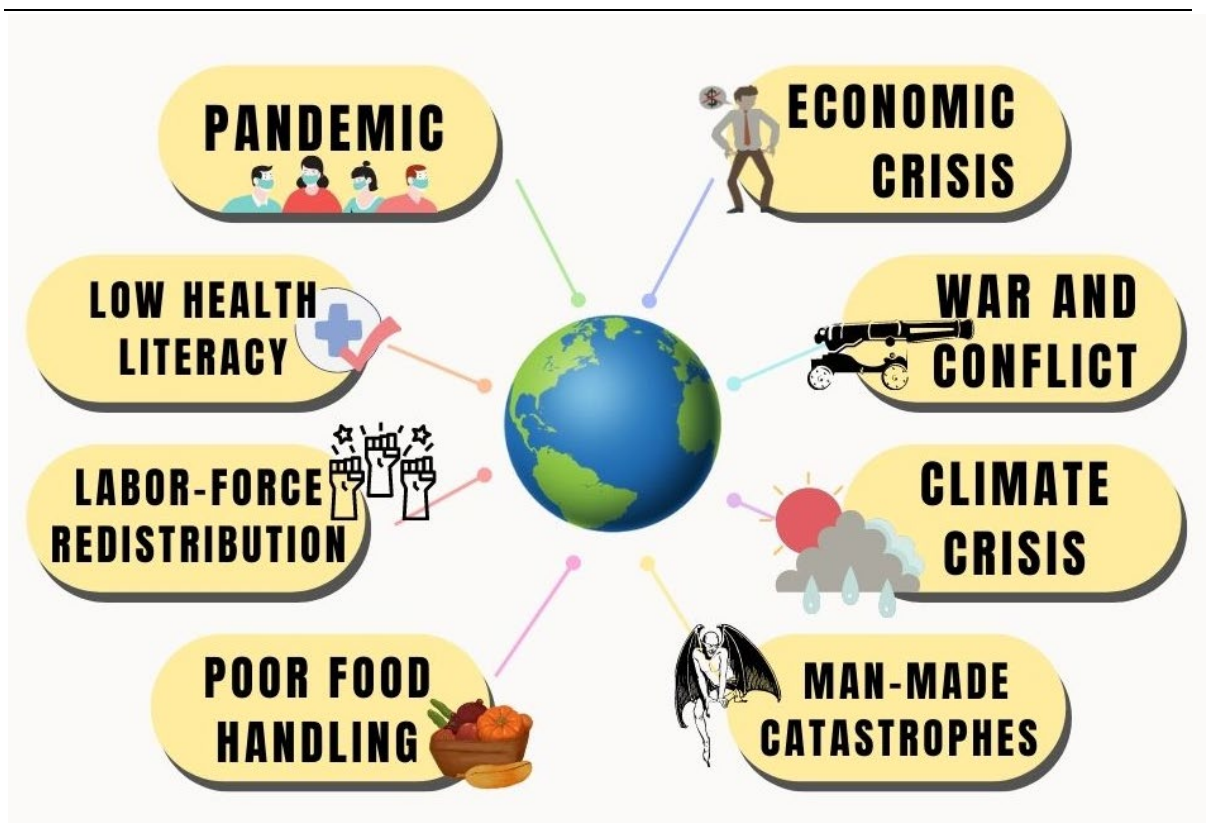 PANDEMIC
ECONOMIC
CRISIS
LOW HEALTH
LITERACY
WAR AND
CONFLICT
LABOR-FORCE
REDISTRIBUTION
CLIMATE
CRISIS
POOR FOOD
HANDLING
MAN-MADE
CATASTROPHES